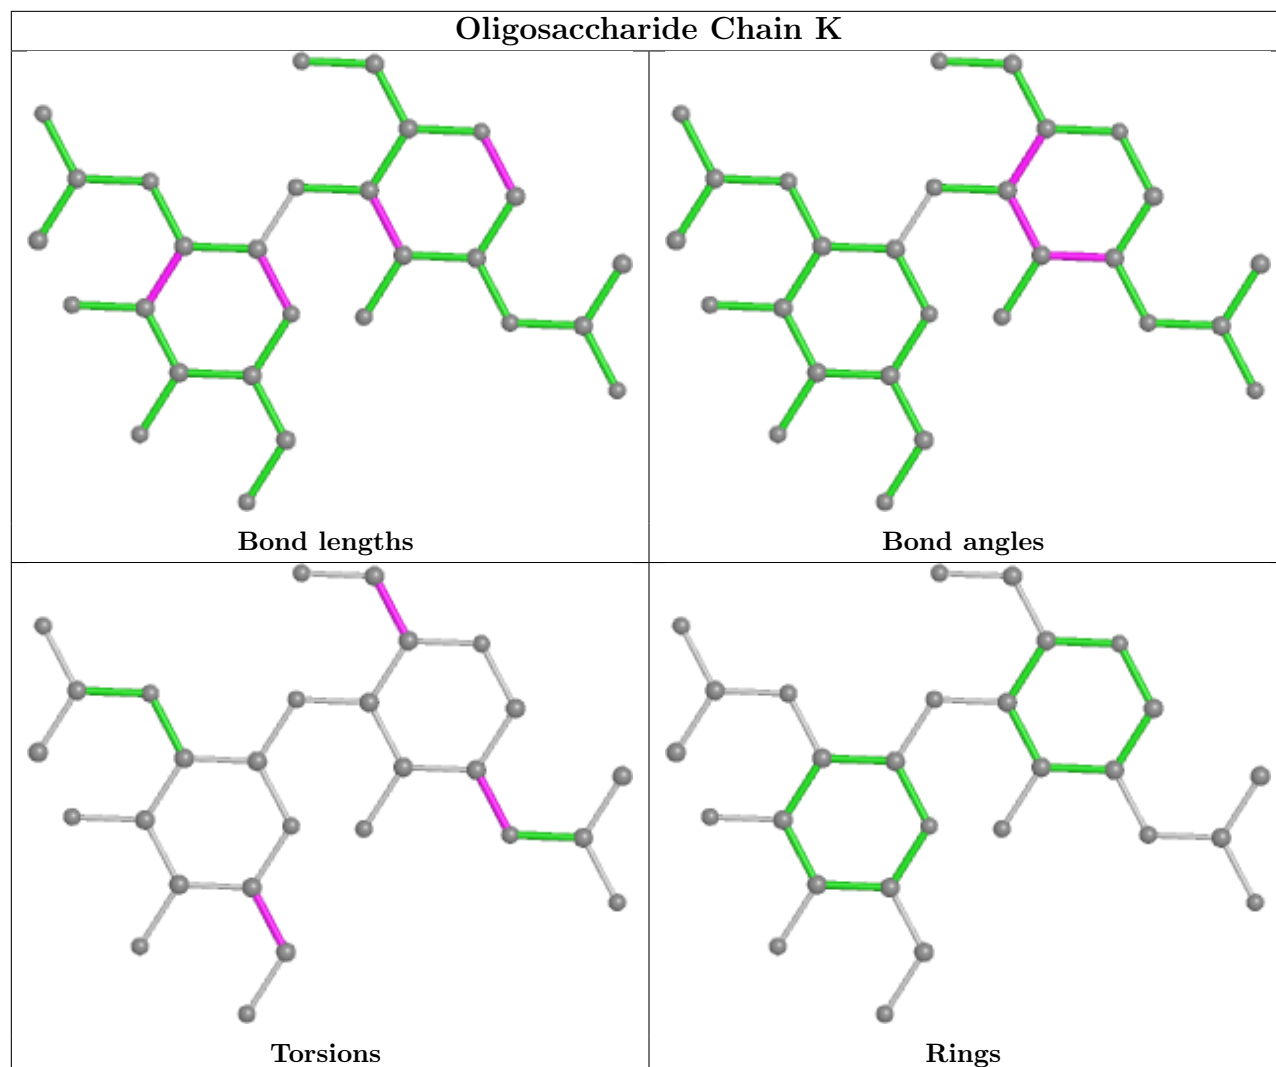 Oligosaccharide Chain K
Bond lengths
Bond angles
Torsions
Rings